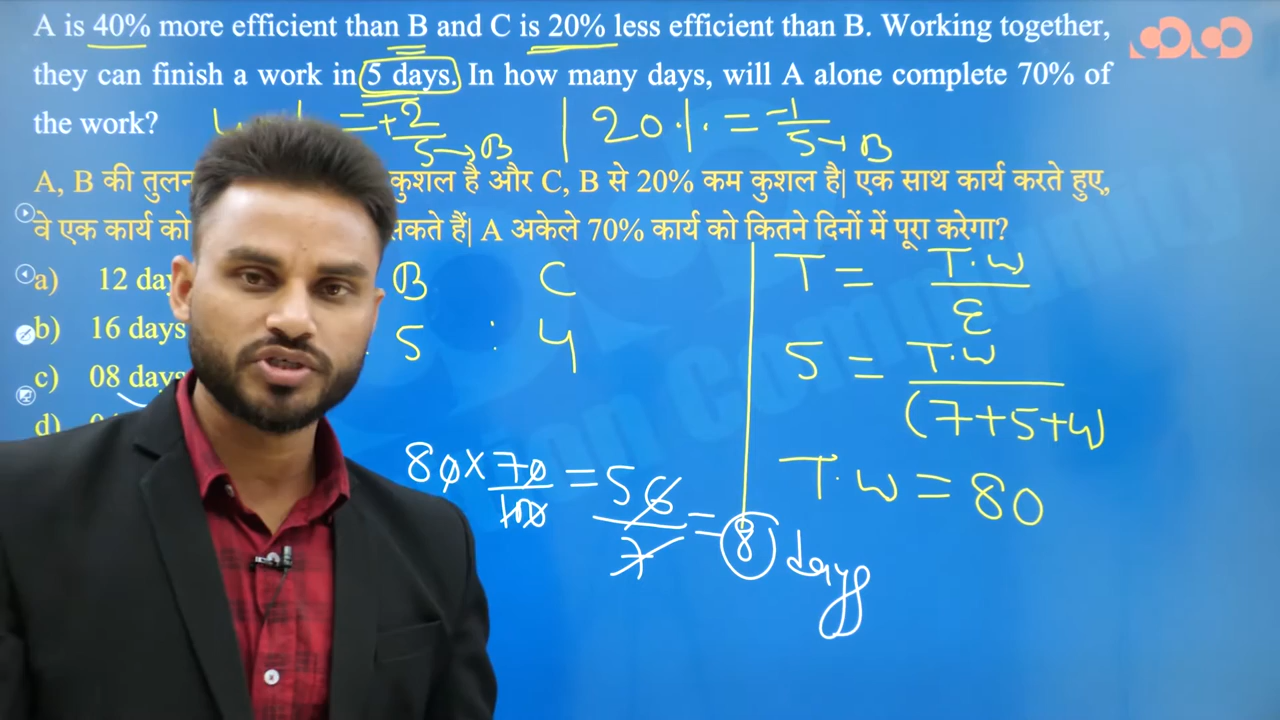 A is 40% more efficient than B and C is 20% less efficient than B. Working together,
they can finish a work in 5 days. In how many days, will A alone complete 70% of
the work?
= +2/5 → B | 20% = -1/5 → B
A, B की कुशल है और C, B से 20% कम कुशल है| एक साथ कार्य करते हुए,
वे एक कार्य को सकते हैं| A अकेले 70% कार्य को कितने दिनों में पूरा करेगा?
a) 12
b) 16 days
c) 08 days
d)
B C
5 : 4
80 × 70/100 = 56/7 = 8 days
T = T.W/E
5 = T.W/(7+5+4)
T.W = 80